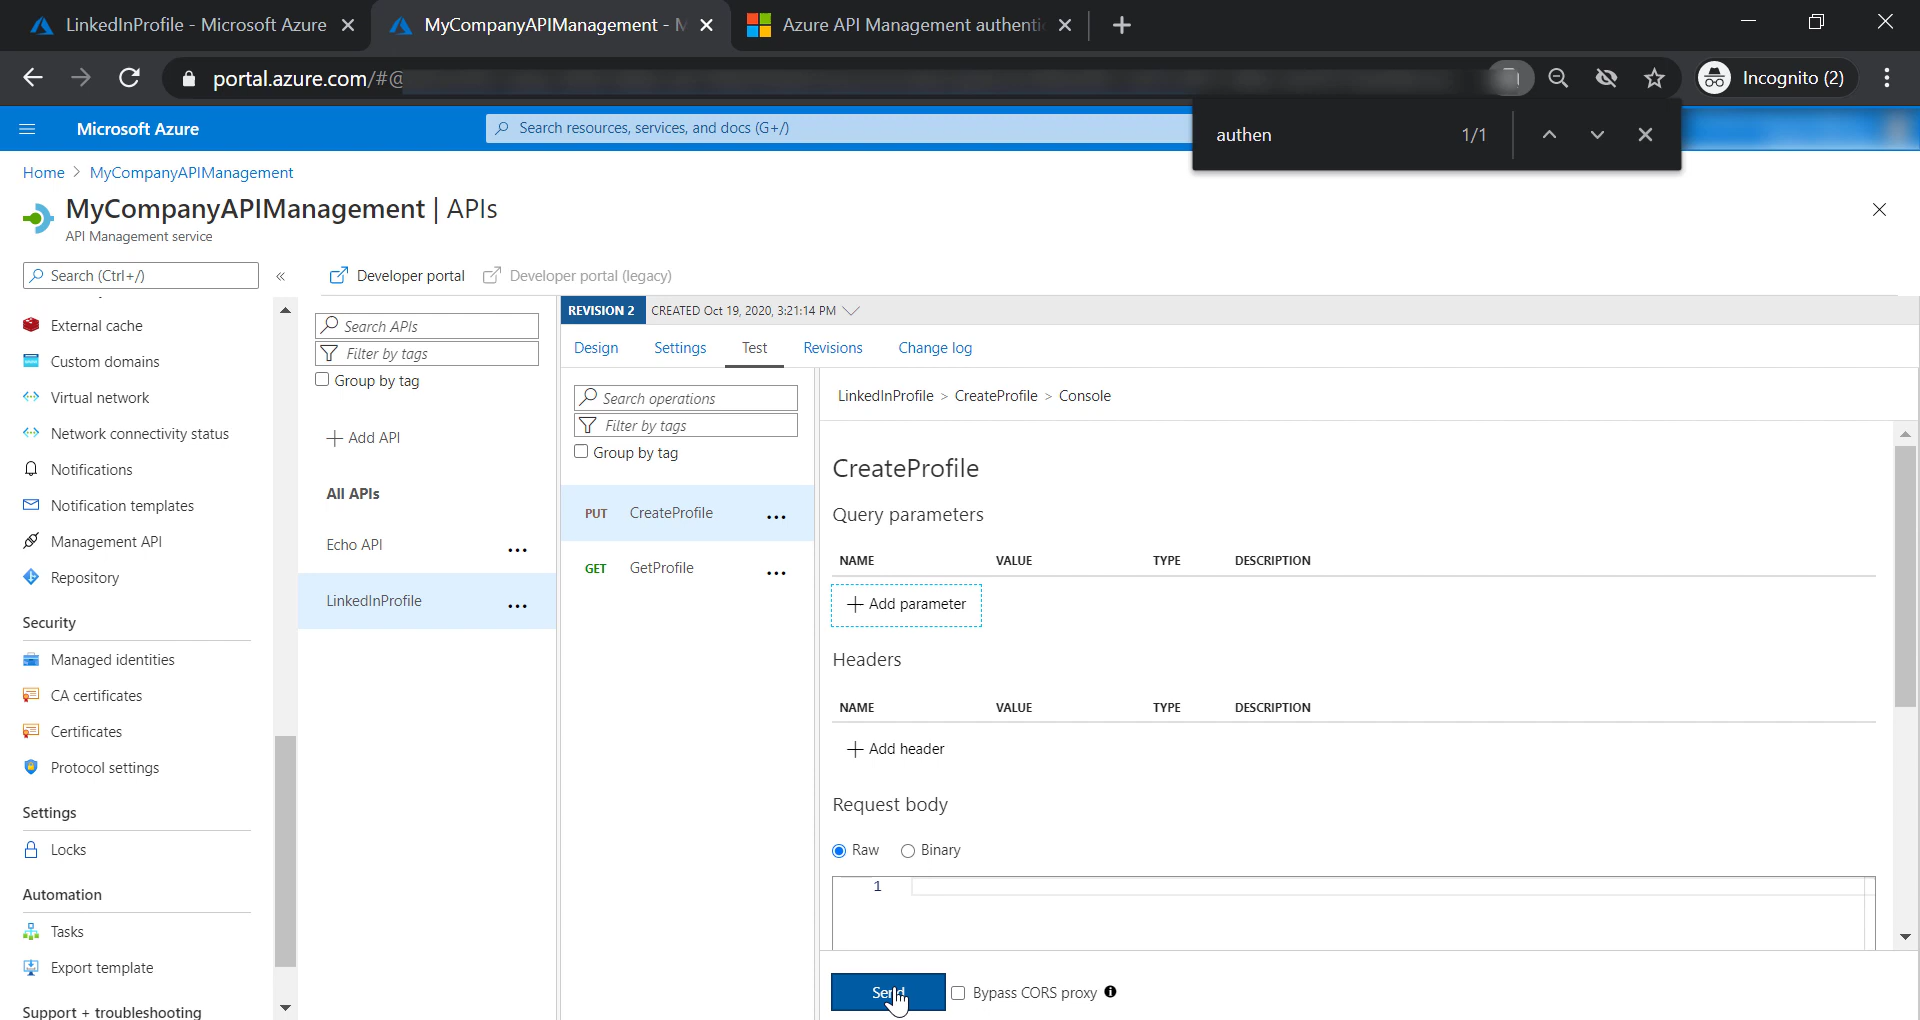 LinkedInProfile - Microsoft Azure
MyCompanyAPIManagement - M
Azure API Management authenti
portal.azure.com/#@
Incognito (2)
authen
1/1
Microsoft Azure
Search resources, services, and docs (G+/)
Home > MyCompanyAPIManagement
MyCompanyAPIManagement | APIs
API Management service
Search (Ctrl+/)
«
Developer portal
Developer portal (legacy)
External cache
Custom domains
Virtual network
Network connectivity status
Notifications
Notification templates
Management API
Repository
Security
Managed identities
CA certificates
Certificates
Protocol settings
Settings
Locks
Automation
Tasks
Export template
Support + troubleshooting
Search APIs
Filter by tags
Group by tag
Add API
All APIs
Echo API
...
LinkedInProfile
...
REVISION 2
CREATED Oct 19, 2020, 3:21:14 PM
Design
Settings
Test
Revisions
Change log
Search operations
Filter by tags
Group by tag
PUT CreateProfile ...
GET GetProfile ...
LinkedInProfile > CreateProfile > Console
CreateProfile
Query parameters
NAME VALUE TYPE DESCRIPTION
Add parameter
Headers
NAME VALUE TYPE DESCRIPTION
Add header
Request body
Raw Binary
1
Send
Bypass CORS proxy